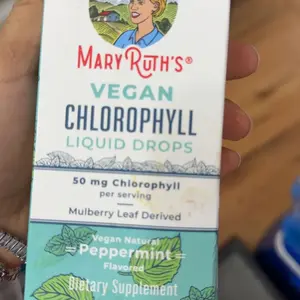 MARYRUTH'S®
VEGAN
CHLOROPHYLL
LIQUID DROPS
50 mg Chlorophyll
per serving
Mulberry Leaf Derived
Vegan Natural
Peppermint
Flavored
Dietary Supplement